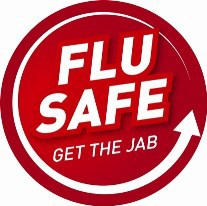 FLU
SAFE
GET THE JAB